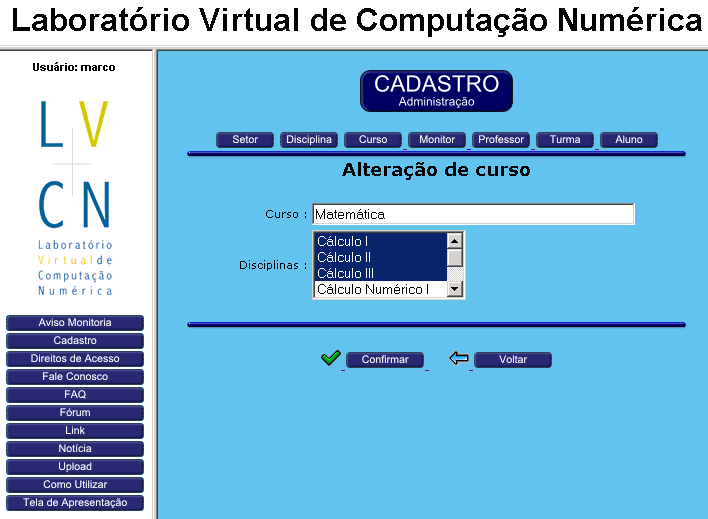 Laboratório Virtual de Computação Numérica
Usuário: marco
LV
CN
Laboratório
Virtual de
Computação
Numérica
Aviso Monitoria
Cadastro
Direitos de Acesso
Fale Conosco
FAQ
Fórum
Link
Notícia
Upload
Como Utilizar
Tela de Apresentação
CADASTRO
Administração
Setor Disciplina Curso Monitor Professor Turma Aluno
Alteração de curso
Curso : Matemática
Disciplinas :
Cálculo I
Cálculo II
Cálculo III
Cálculo Numérico I
Confirmar Voltar